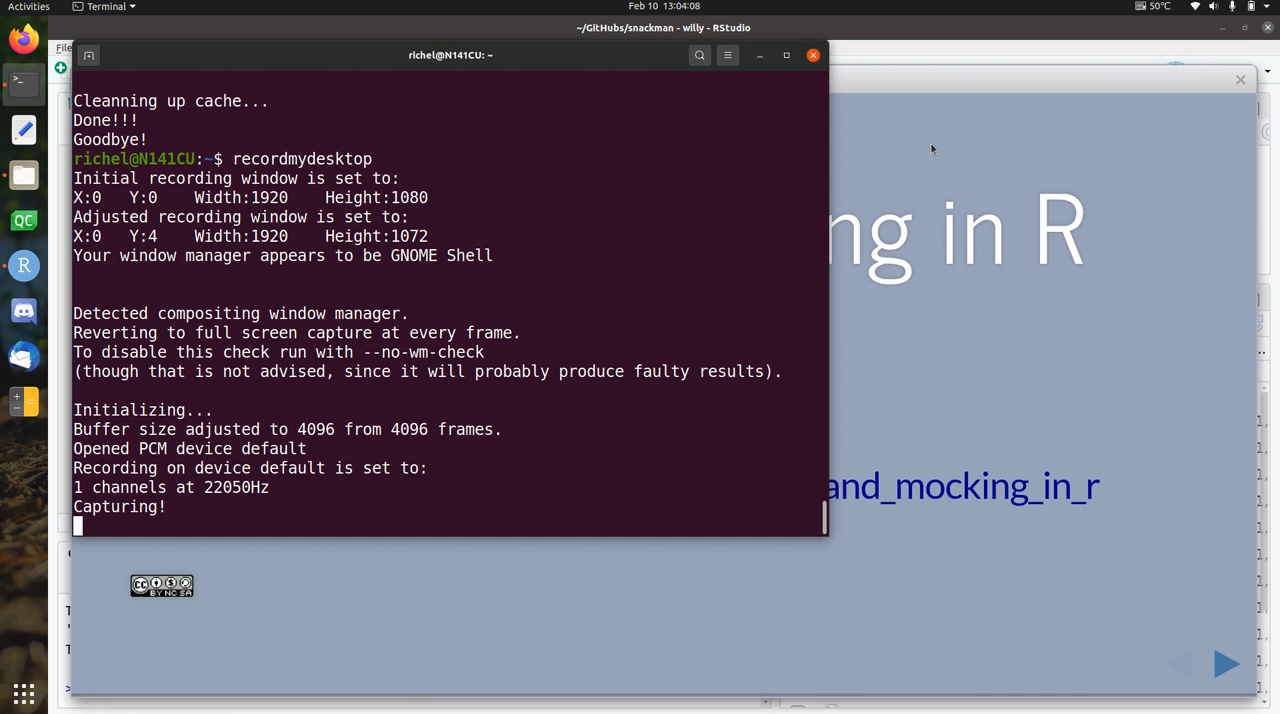 Activities
Terminal
Feb 10 13:04:08
50°C
~/GitHubs/snackman - willy - RStudio
File
richel@N141CU: ~
Cleanning up cache...
Done!!!
Goodbye!
richel@N141CU:~$ recordmydesktop
Initial recording window is set to:
X:0 Y:0 Width:1920 Height:1080
Adjusted recording window is set to:
X:0 Y:4 Width:1920 Height:1072
Your window manager appears to be GNOME Shell
Detected compositing window manager.
Reverting to full screen capture at every frame.
To disable this check run with --no-wm-check
(though that is not advised, since it will probably produce faulty results).
Initializing...
Buffer size adjusted to 4096 from 4096 frames.
Opened PCM device default
Recording on device default is set to:
1 channels at 22050Hz
Capturing!
ng in R
and_mocking_in_r
QC
R
BY NC SA